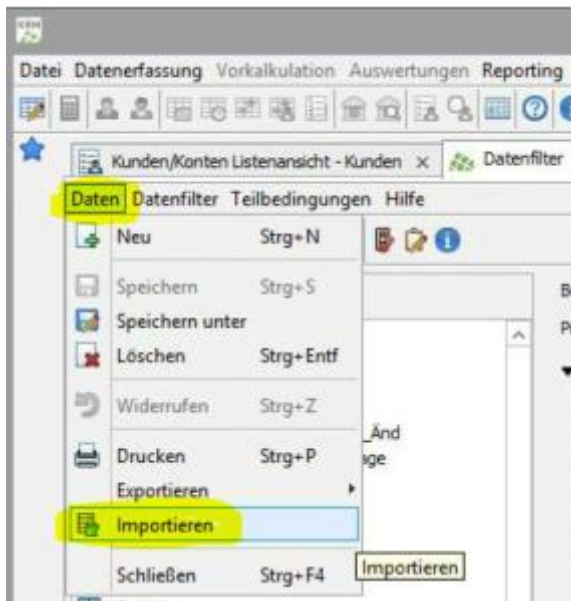 Datei Datenerfassung Vorkalkulation Auswertungen Reporting
Kunden/Konten Listenansicht - Kunden × Datenfilter
Daten Datenfilter Teilbedingungen Hilfe
Neu Strg+N
Speichern Strg+S
Speichern unter
Löschen Strg+Entf
Widerrufen Strg+Z
_Änd
Drucken Strg+P
Exportieren
Importieren
Importieren
Schließen Strg+F4